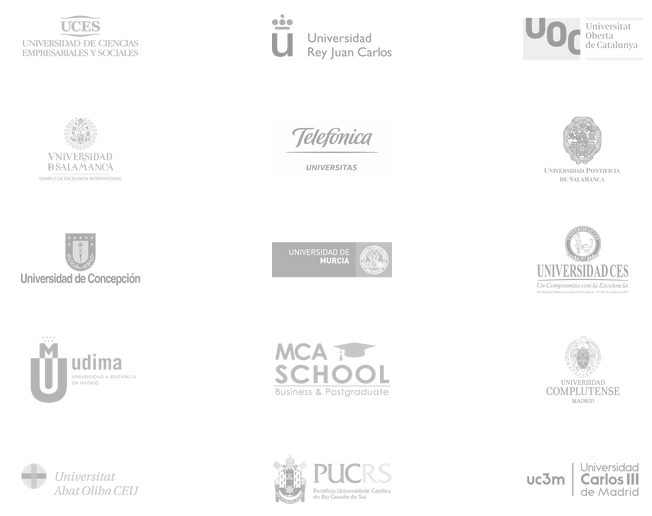 UCES
UNIVERSIDAD DE CIENCIAS
EMPRESARIALES Y SOCIALES
Universidad
Rey Juan Carlos
UOC
Universitat
Oberta
de Catalunya
VNIVERSIDAD
D SALAMANCA
CAMPUS DE EXCELENCIA INTERNACIONAL
Telefónica
UNIVERSITAS
UNIVERSIDAD PONTIFICIA
DE SALAMANCA
Universidad de Concepción
UNIVERSIDAD DE
MURCIA
UNIVERSIDAD CES
Un Compromiso con la Excelencia
udima
UNIVERSIDAD A DISTANCIA
DE MADRID
MCA
SCHOOL
Business & Postgraduate
UNIVERSIDAD
COMPLUTENSE
MADRID
Universitat
Abat Oliba CEU
PUCRS
Pontifícia Universidade Católica
do Rio Grande do Sul
uc3m
Universidad
Carlos III
de Madrid